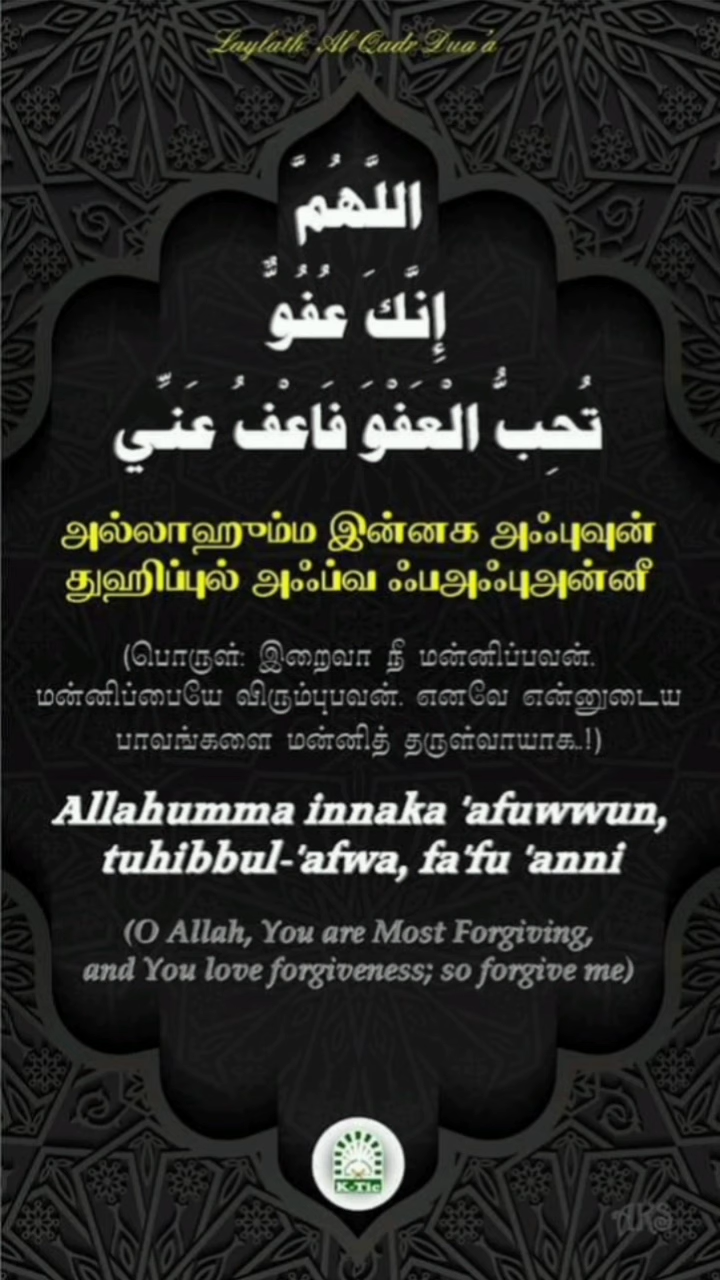 Laylath Al Qadr Dua'a
اللَّهُمَّ
إِنَّكَ عُفُوٌّ
تُحِبُّ الْعَفْوَ فَاعْفُ عَنِّي
அல்லாஹும்ம இன்னக அஃபுவுன்
துஹிப்புல் அஃப்வ ஃபஅஃபுஅன்னீ
(பொருள்: இறைவா நீ மன்னிப்பவன்.
மன்னிப்பையே விரும்புபவன். எனவே என்னுடைய
பாவங்களை மன்னித் தருள்வாயாக..!)
Allahumma innaka 'afuwwun,
tuhibbul-'afwa, fa'fu 'anni
(O Allah, You are Most Forgiving,
and You love forgiveness; so forgive me)
K-Tic
ARS